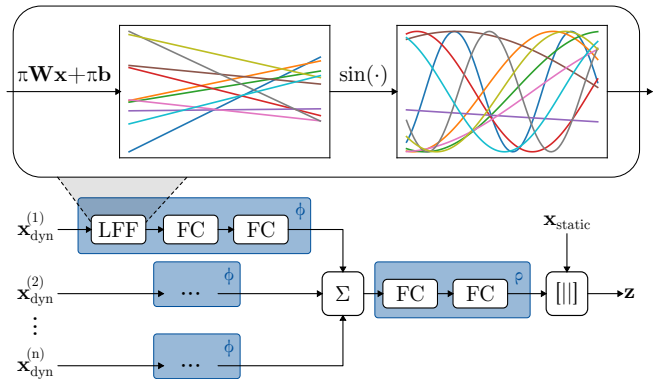 πWx+πb sin(·)
x_dyn^(1) LFF FC FC ϕ x_static
x_dyn^(2) ... ϕ Σ FC FC ρ [||] z
⋮
x_dyn^(n) ... ϕ